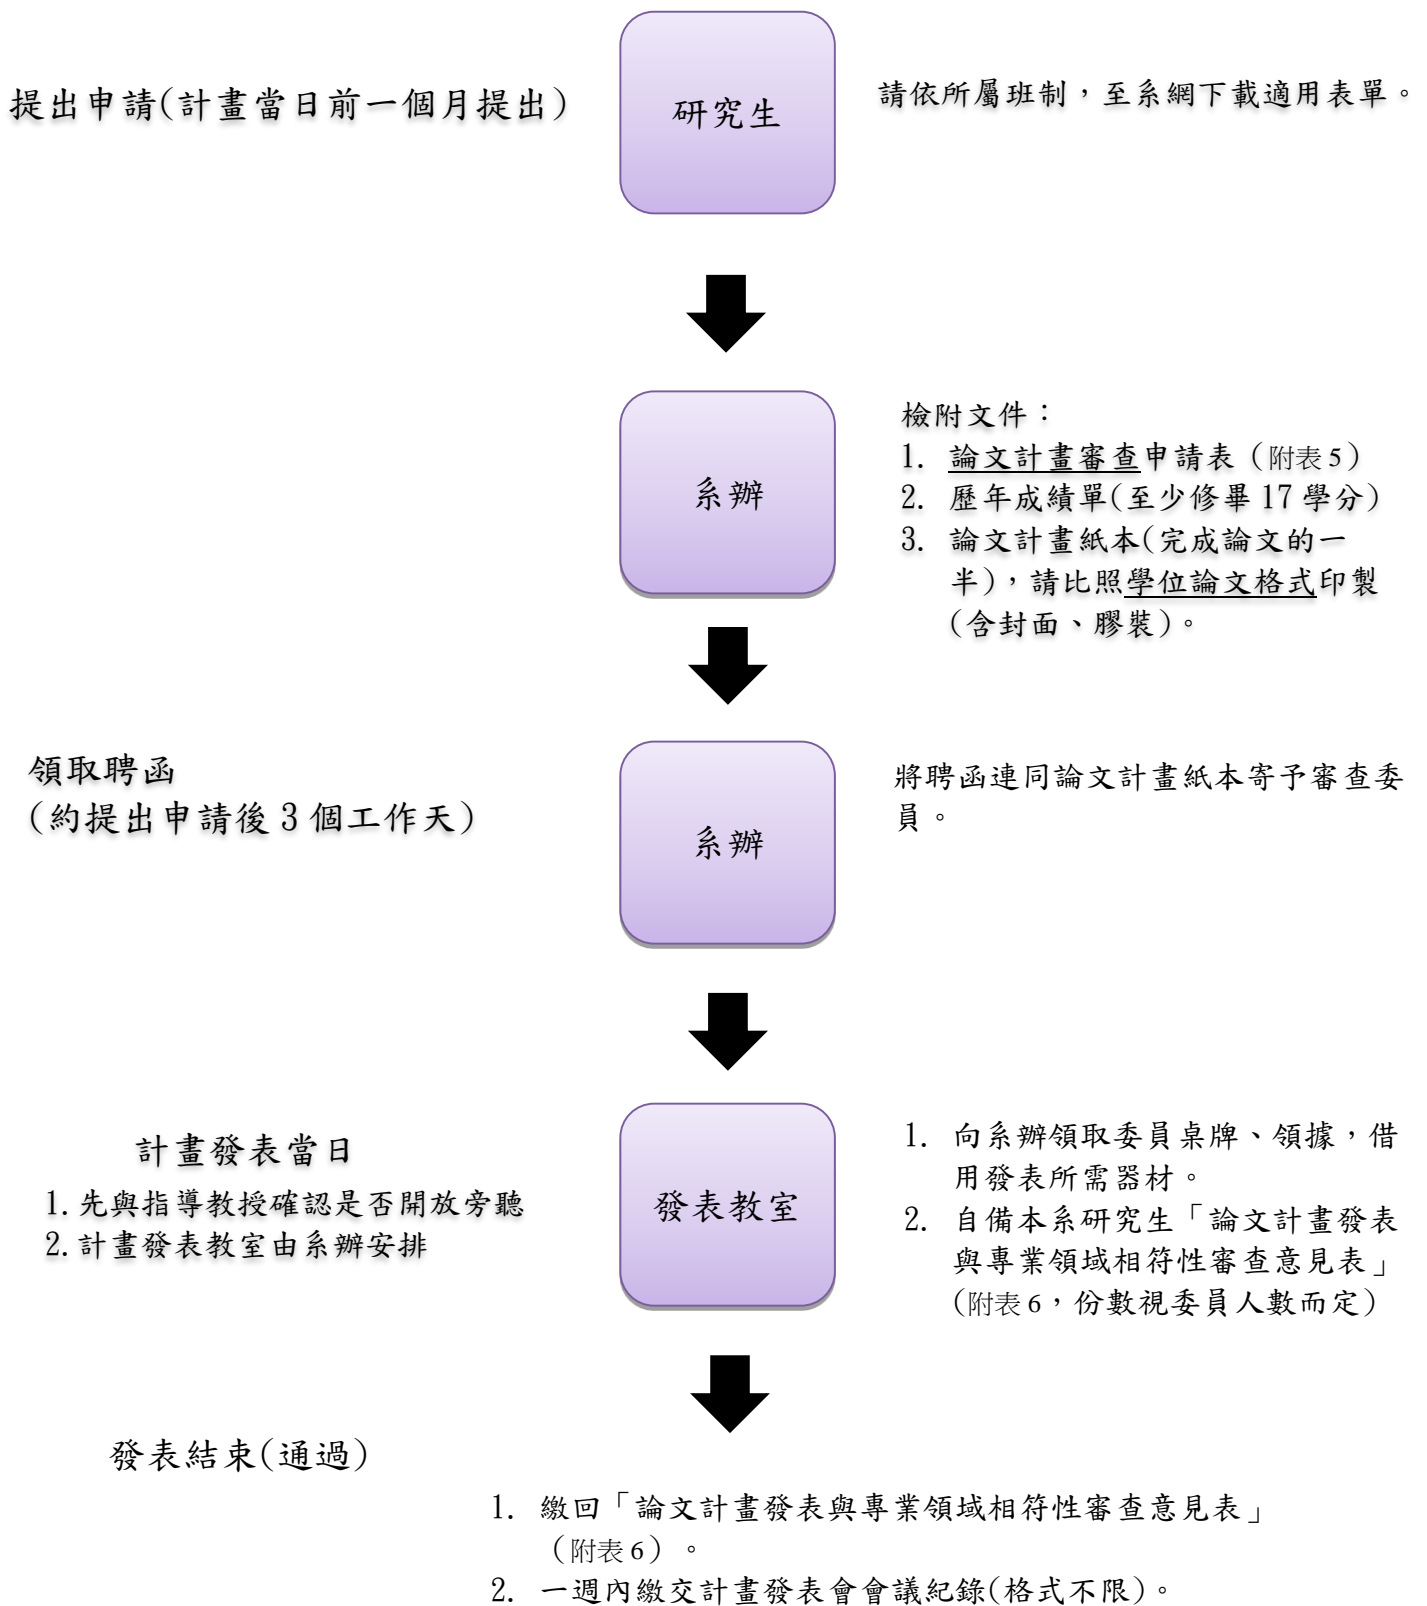 提出申請(計畫當日前一個月提出)
研究生
請依所屬班制，至系網下載適用表單。
系辦
檢附文件：
1. 論文計畫審查申請表（附表5）
2. 歷年成績單(至少修畢 17 學分)
3. 論文計畫紙本(完成論文的一
半)，請比照學位論文格式印製
(含封面、膠裝)。
領取聘函
(約提出申請後 3 個工作天)
系辦
將聘函連同論文計畫紙本寄予審查委
員。
計畫發表當日
1.先與指導教授確認是否開放旁聽
2.計畫發表教室由系辦安排
發表教室
1. 向系辦領取委員桌牌、領據，借
用發表所需器材。
2. 自備本系研究生「論文計畫發表
與專業領域相符性審查意見表」
(附表 6，份數視委員人數而定)
發表結束(通過)
1. 繳回「論文計畫發表與專業領域相符性審查意見表」
（附表 6）。
2. 一週內繳交計畫發表會會議紀錄(格式不限)。